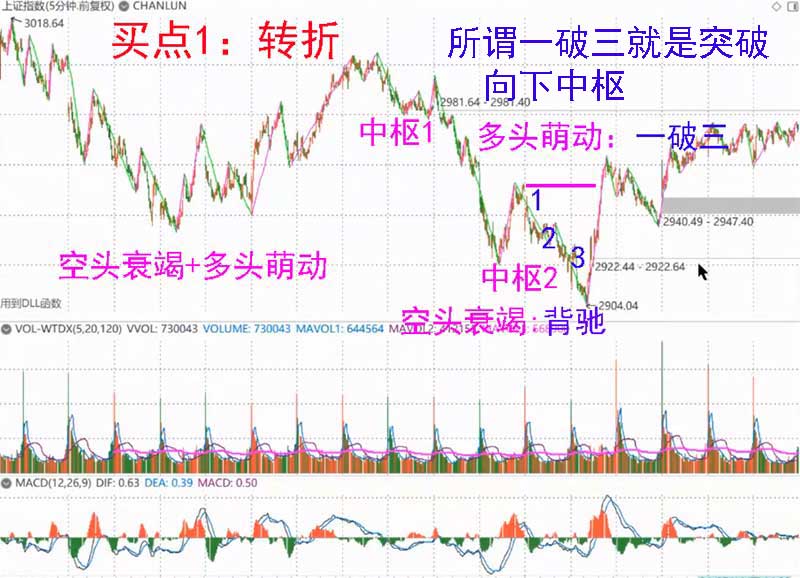 上证指数(5分钟.前复权) CHANLUN
3018.64
买点1：转折
所谓一破三就是突破
向下中枢
2981.64 - 2981.40
中枢1
多头萌动：一破三
1
2
3
2940.49 - 2947.40
空头衰竭+多头萌动
2922.44 - 2922.64
中枢2
用到DLL函数
2904.04
空头衰竭:背驰
VOL-WTDX(5,20,120) VVOL: 730043 VOLUME: 730043 MAVOL1: 644564 MAVOL2:
MACD(12,26,9) DIF: 0.63 DEA: 0.39 MACD: 0.50